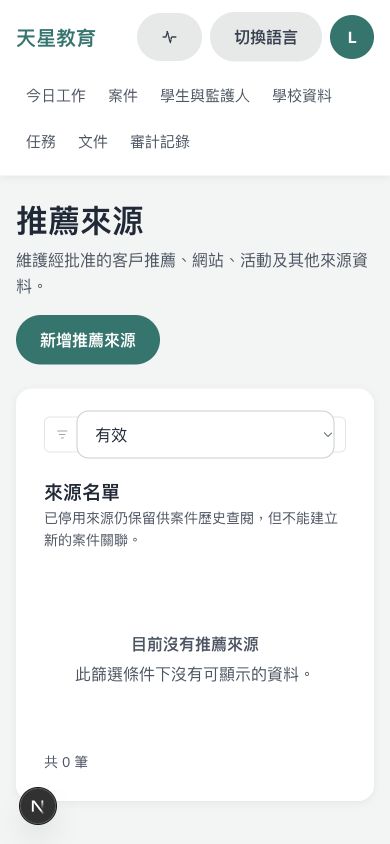 天星教育
切換語言
L
今日工作 案件 學生與監護人 學校資料
任務 文件 審計記錄
推薦來源
維護經批准的客戶推薦、網站、活動及其他來源資
料。
新增推薦來源
有效
來源名單
已停用來源仍保留供案件歷史查閱，但不能建立
新的案件關聯。
目前沒有推薦來源
此篩選條件下沒有可顯示的資料。
共 0 筆
N